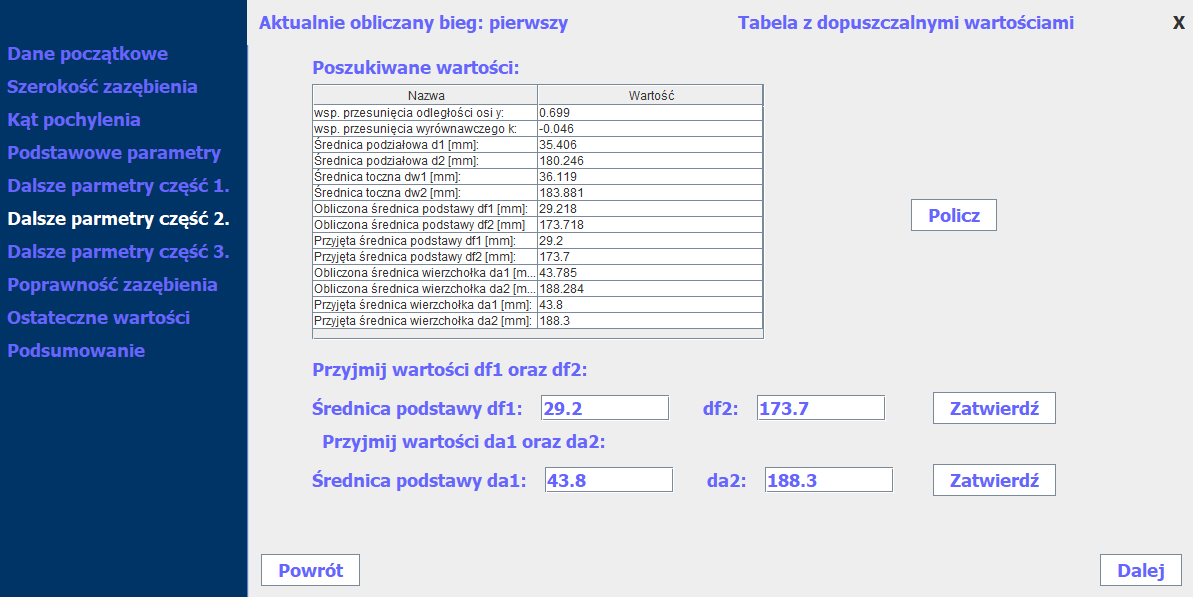 Aktualnie obliczany bieg: pierwszy
Tabela z dopuszczalnymi wartościami
X
Dane początkowe
Szerokość zazębienia
Kąt pochylenia
Podstawowe parametry
Dalsze parmetry część 1.
Dalsze parmetry część 2.
Dalsze parmetry część 3.
Poprawność zazębienia
Ostateczne wartości
Podsumowanie
Poszukiwane wartości:
Nazwa Wartość
wsp. przesunięcia odległości osi y: 0.699
wsp. przesunięcia wyrównawczego k: -0.046
Średnica podziałowa d1 [mm]: 35.406
Średnica podziałowa d2 [mm]: 180.246
Średnica toczna dw1 [mm]: 36.119
Średnica toczna dw2 [mm]: 183.881
Obliczona średnica podstawy df1 [mm]: 29.218
Obliczona średnica podstawy df2 [mm] 173.718
Przyjęta średnica podstawy df1 [mm]: 29.2
Przyjęta średnica podstawy df2 [mm]: 173.7
Obliczona średnica wierzchołka da1 [m... 43.785
Obliczona średnica wierzchołka da2 [m... 188.284
Przyjęta średnica wierzchołka da1 [mm]: 43.8
Przyjęta średnica wierzchołka da2 [mm]: 188.3
Policz
Przyjmij wartości df1 oraz df2:
Średnica podstawy df1: 29.2 df2: 173.7 Zatwierdź
Przyjmij wartości da1 oraz da2:
Średnica podstawy da1: 43.8 da2: 188.3 Zatwierdź
Powrót
Dalej